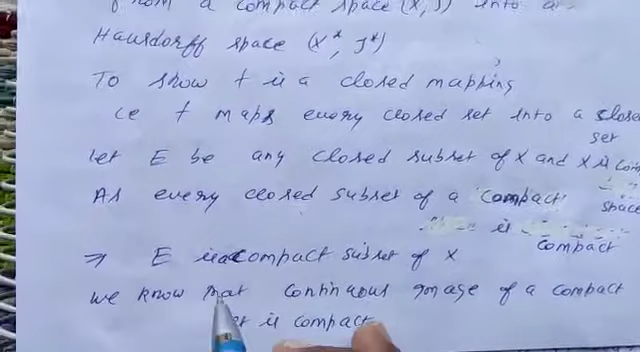 from a compact space (X, J) into a
Hausdorff space (X*, J*)
To show f is a closed mapping
ie f maps every closed set into a closed
set
let E be any closed subset of X and X is com
As every closed subset of a compact space
is compact
⇒ E is a compact subset of X
we know that continuous image of a compact
set is compact